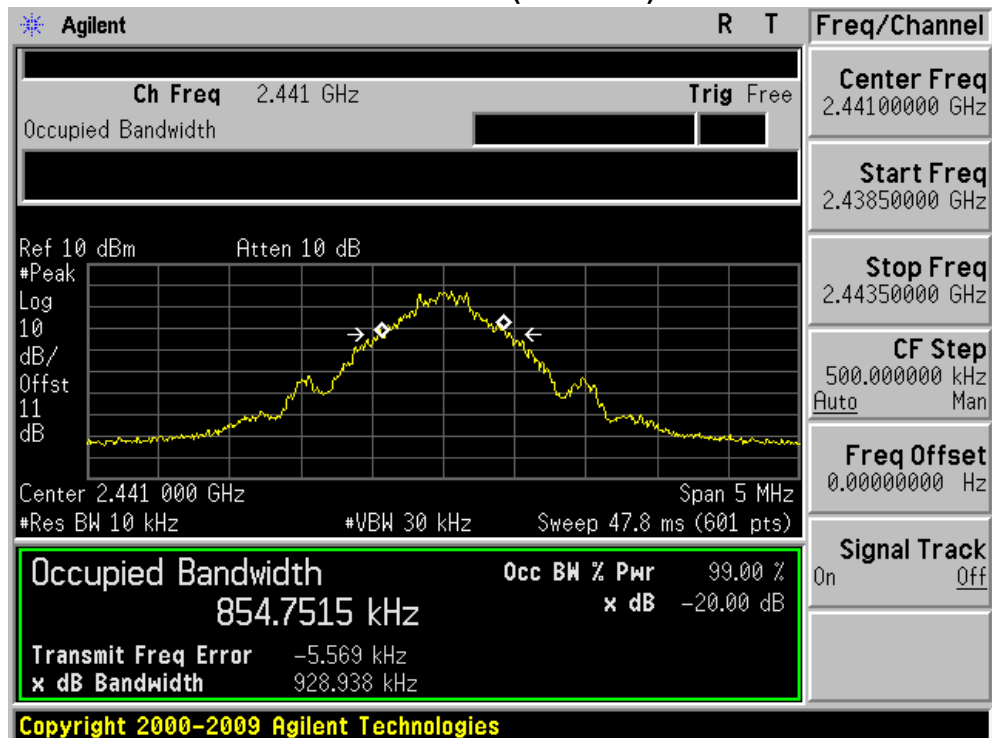 Agilent R T
Ch Freq 2.441 GHz Trig Free
Occupied Bandwidth
Ref 10 dBm Atten 10 dB
#Peak
Log
10
dB/
Offst
11
dB
Center 2.441 000 GHz Span 5 MHz
#Res BW 10 kHz #VBW 30 kHz Sweep 47.8 ms (601 pts)
Occupied Bandwidth Occ BW % Pwr 99.00 %
854.7515 kHz x dB -20.00 dB
Transmit Freq Error -5.569 kHz
x dB Bandwidth 928.938 kHz
Copyright 2000-2009 Agilent Technologies
Freq/Channel
Center Freq
2.44100000 GHz
Start Freq
2.43850000 GHz
Stop Freq
2.44350000 GHz
CF Step
500.000000 kHz
Auto Man
Freq Offset
0.00000000 Hz
Signal Track
On Off